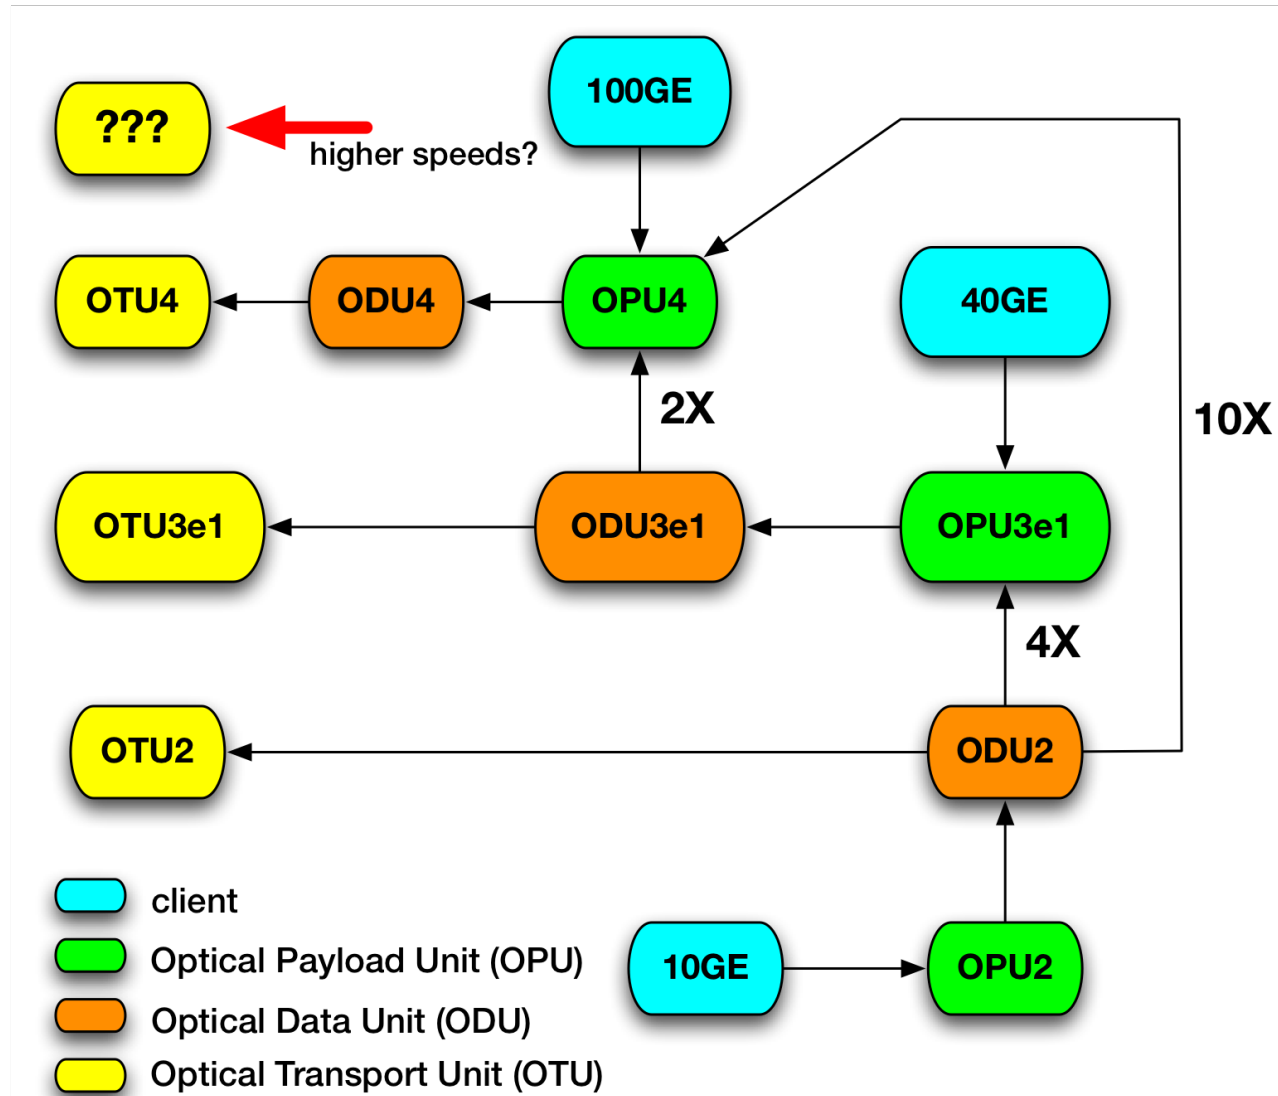 100GE
???
higher speeds?
OTU4
ODU4
OPU4
40GE
2X
10X
OTU3e1
ODU3e1
OPU3e1
4X
OTU2
ODU2
client
Optical Payload Unit (OPU)
10GE
OPU2
Optical Data Unit (ODU)
Optical Transport Unit (OTU)